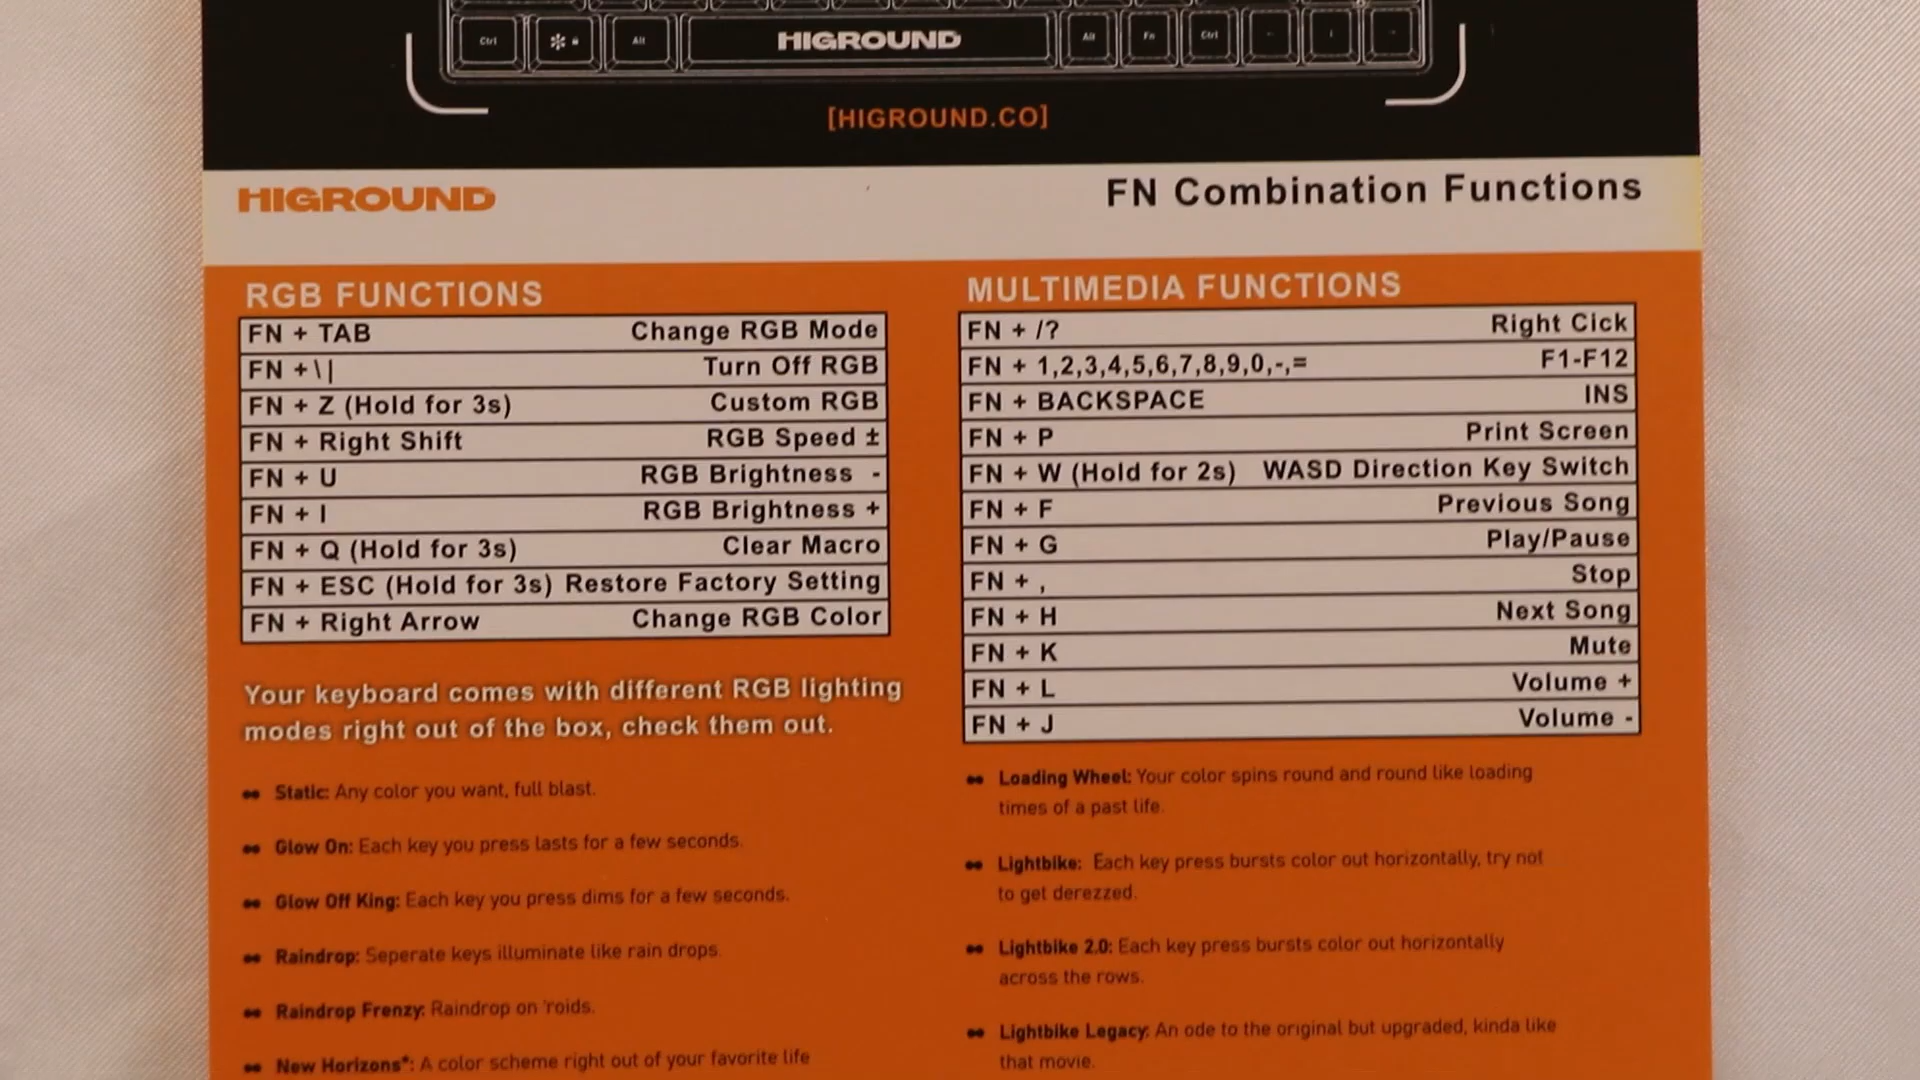 Ctrl Alt HIGROUND Alt Fn Ctrl
[HIGROUND.CO]
HIGROUND
FN Combination Functions
RGB FUNCTIONS
FN + TAB Change RGB Mode
FN +\| Turn Off RGB
FN + Z (Hold for 3s) Custom RGB
FN + Right Shift RGB Speed ±
FN + U RGB Brightness -
FN + I RGB Brightness +
FN + Q (Hold for 3s) Clear Macro
FN + ESC (Hold for 3s) Restore Factory Setting
FN + Right Arrow Change RGB Color
Your keyboard comes with different RGB lighting
modes right out of the box, check them out.
Static: Any color you want, full blast.
Glow On: Each key you press lasts for a few seconds.
Glow Off King: Each key you press dims for a few seconds.
Raindrop: Seperate keys illuminate like rain drops.
Raindrop Frenzy: Raindrop on 'roids.
New Horizons*: A color scheme right out of your favorite life
MULTIMEDIA FUNCTIONS
FN + /? Right Cick
FN + 1,2,3,4,5,6,7,8,9,0,-,= F1-F12
FN + BACKSPACE INS
FN + P Print Screen
FN + W (Hold for 2s) WASD Direction Key Switch
FN + F Previous Song
FN + G Play/Pause
FN + , Stop
FN + H Next Song
FN + K Mute
FN + L Volume +
FN + J Volume -
Loading Wheel: Your color spins round and round like loading
times of a past life.
Lightbike: Each key press bursts color out horizontally, try not
to get derezzed.
Lightbike 2.0: Each key press bursts color out horizontally
across the rows.
Lightbike Legacy: An ode to the original but upgraded, kinda like
that movie.